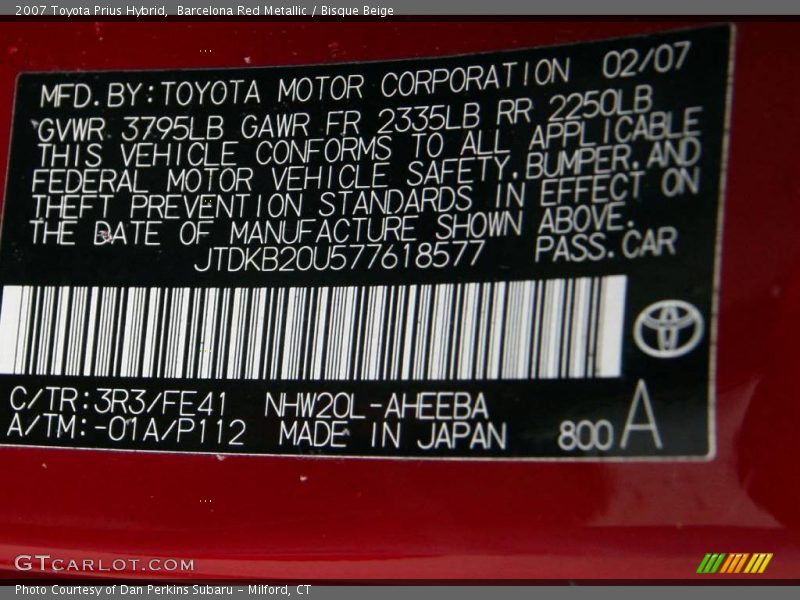 2007 Toyota Prius Hybrid,  Barcelona Red Metallic / Bisque Beige
MFD. BY: TOYOTA MOTOR CORPORATION 02/07
GVWR 3795LB GAWR FR 2335LB RR 2250LB
THIS VEHICLE CONFORMS TO ALL APPLICABLE
FEDERAL MOTOR VEHICLE SAFETY, BUMPER, AND
THEFT PREVENTION STANDARDS IN EFFECT ON
THE DATE OF MANUFACTURE SHOWN ABOVE.
JTDKB20U577618577 PASS. CAR
C/TR: 3R3/FE41 NHW20L-AHEEBA
A/TM: -01A/P112 MADE IN JAPAN 800 A
GTCARLOT.COM
Photo Courtesy of Dan Perkins Subaru - Milford, CT